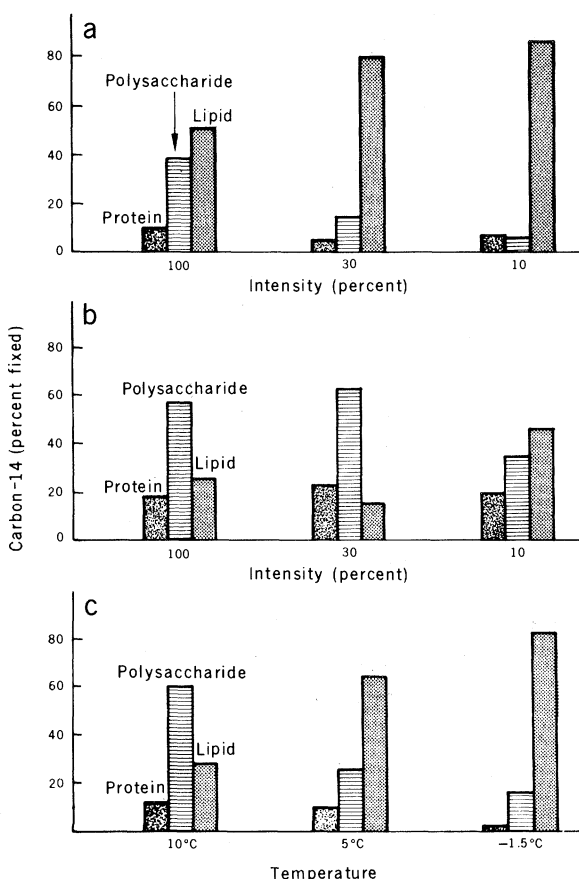 a
80
60
40
20
0
Polysaccharide
Lipid
Protein
100 30 10
Intensity (percent)
b
80
60
40
20
0
Polysaccharide
Lipid
Protein
100 30 10
Intensity (percent)
Carbon-14 (percent fixed)
c
80
60
40
20
Polysaccharide
Lipid
Protein
10°C 5°C −1.5°C
Temperature